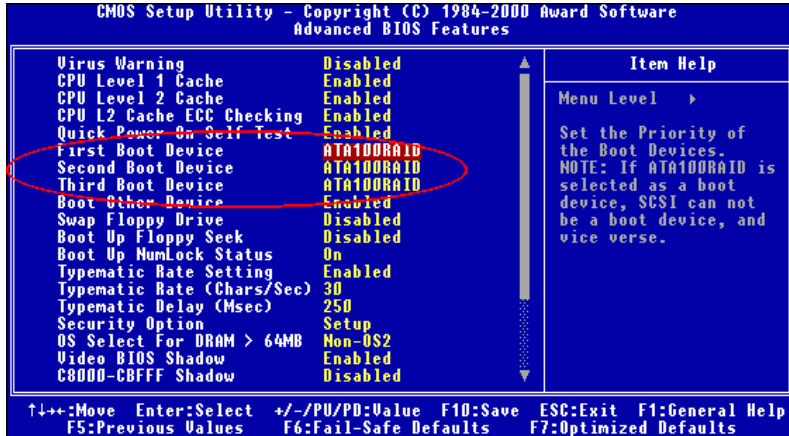 CMOS Setup Utility - Copyright (C) 1984-2000 Award Software
Advanced BIOS Features
Virus Warning Disabled
CPU Level 1 Cache Enabled
CPU Level 2 Cache Enabled
CPU L2 Cache ECC Checking Enabled
Quick Power On Self Test Enabled
First Boot Device ATA100RAID
Second Boot Device ATA100RAID
Third Boot Device ATA100RAID
Boot Other Device Enabled
Swap Floppy Drive Disabled
Boot Up Floppy Seek Disabled
Boot Up NumLock Status On
Typematic Rate Setting Enabled
Typematic Rate (Chars/Sec) 30
Typematic Delay (Msec) 250
Security Option Setup
OS Select For DRAM > 64MB Non-OS2
Video BIOS Shadow Enabled
C8000-CBFFF Shadow Disabled
Item Help
Menu Level ▸
Set the Priority of
the Boot Devices.
NOTE: If ATA100RAID is
selected as a boot
device, SCSI can not
be a boot device, and
vice verse.
↑↓→←:Move Enter:Select +/-/PU/PD:Value F10:Save ESC:Exit F1:General Help
F5:Previous Values F6:Fail-Safe Defaults F7:Optimized Defaults